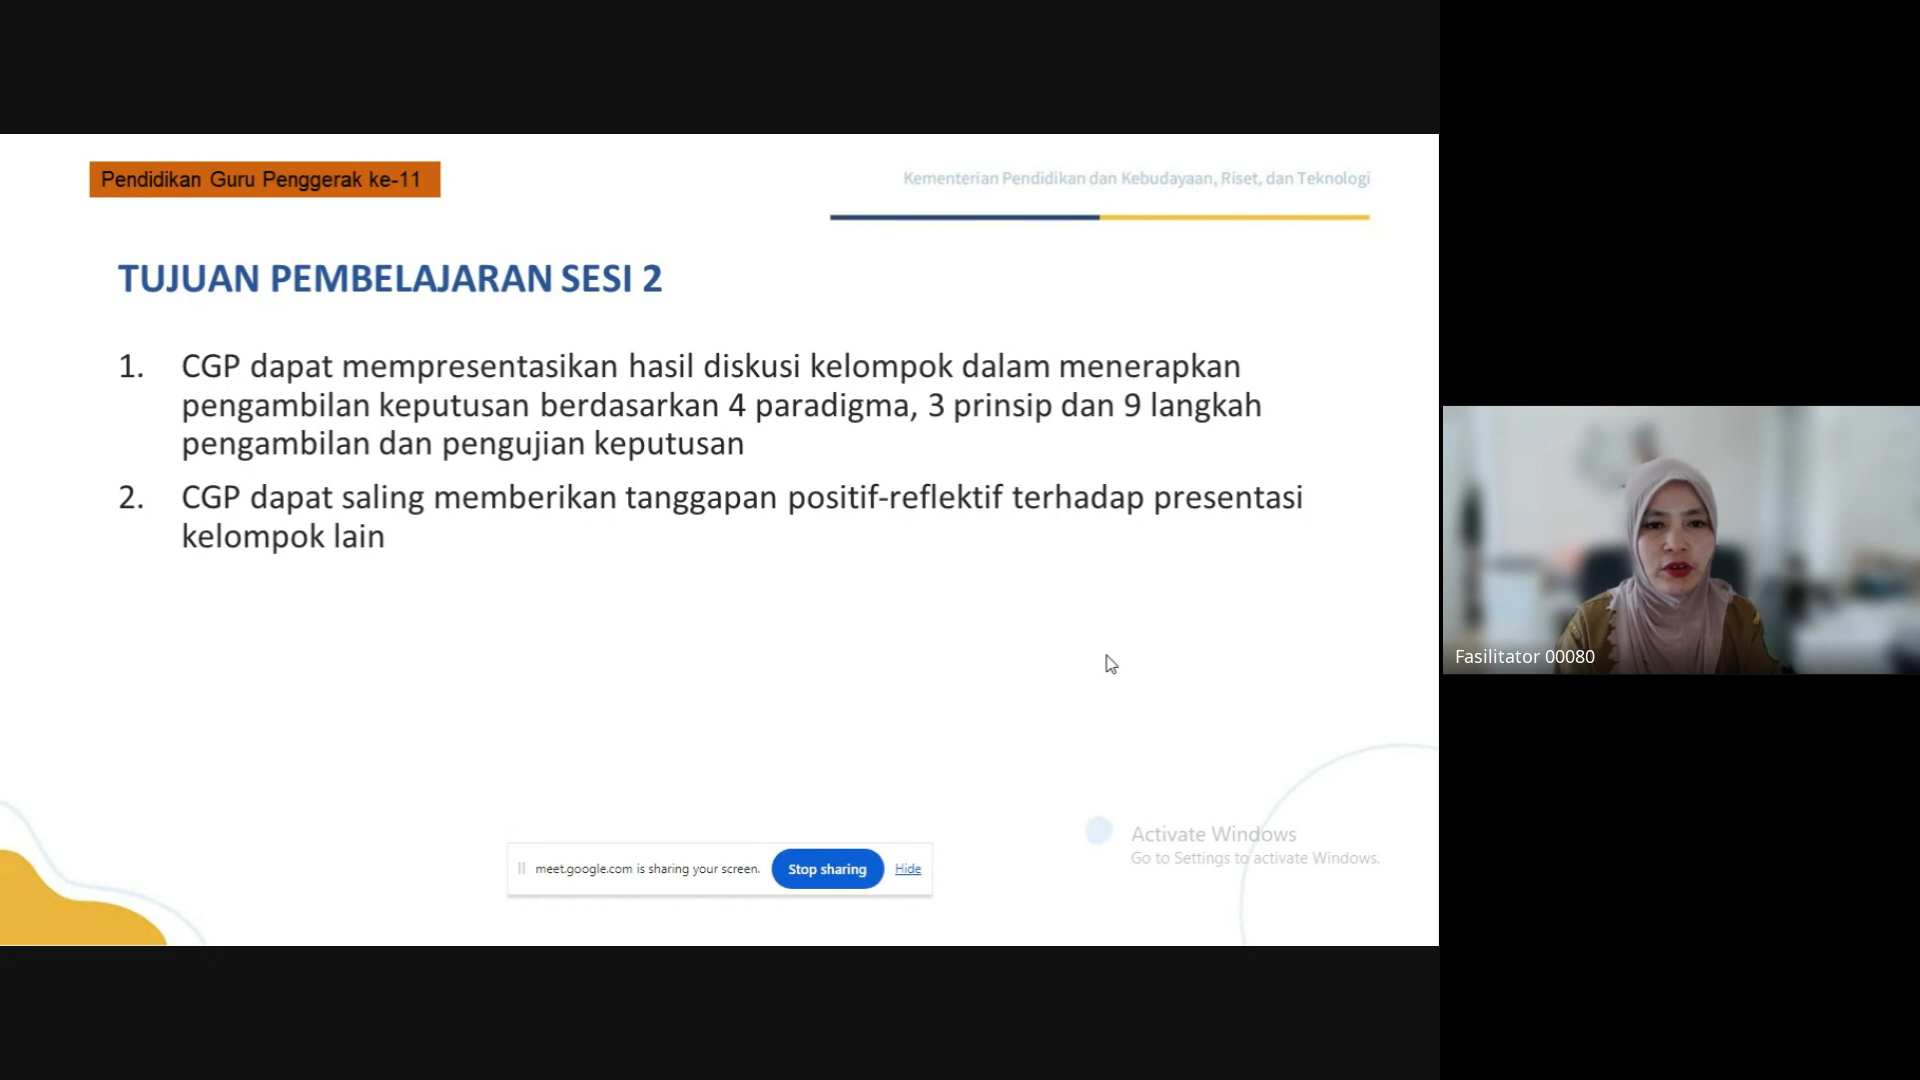 Pendidikan Guru Penggerak ke-11
Kementerian Pendidikan dan Kebudayaan, Riset, dan Teknologi
TUJUAN PEMBELAJARAN SESI 2
1. CGP dapat mempresentasikan hasil diskusi kelompok dalam menerapkan
pengambilan keputusan berdasarkan 4 paradigma, 3 prinsip dan 9 langkah
pengambilan dan pengujian keputusan
2. CGP dapat saling memberikan tanggapan positif-reflektif terhadap presentasi
kelompok lain
Fasilitator 00080
Activate Windows
Go to Settings to activate Windows.
meet.google.com is sharing your screen. Stop sharing Hide